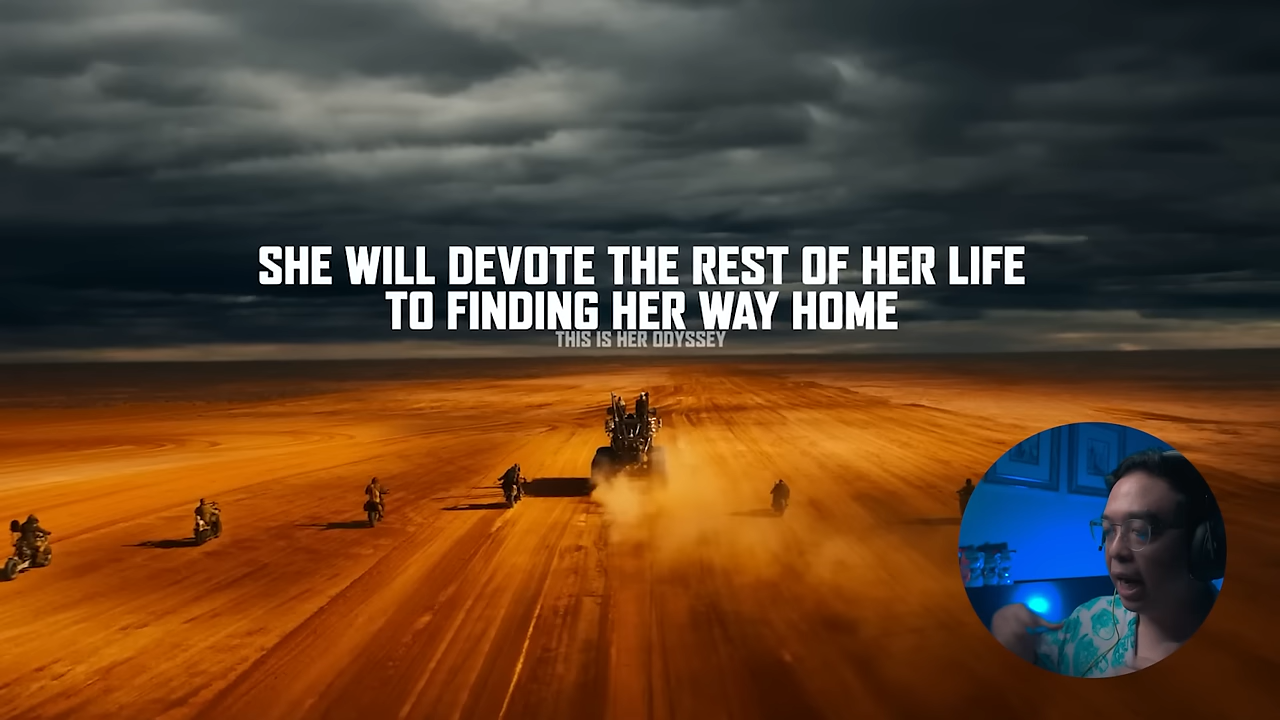 SHE WILL DEVOTE THE REST OF HER LIFE
TO FINDING HER WAY HOME
THIS IS HER ODYSSEY